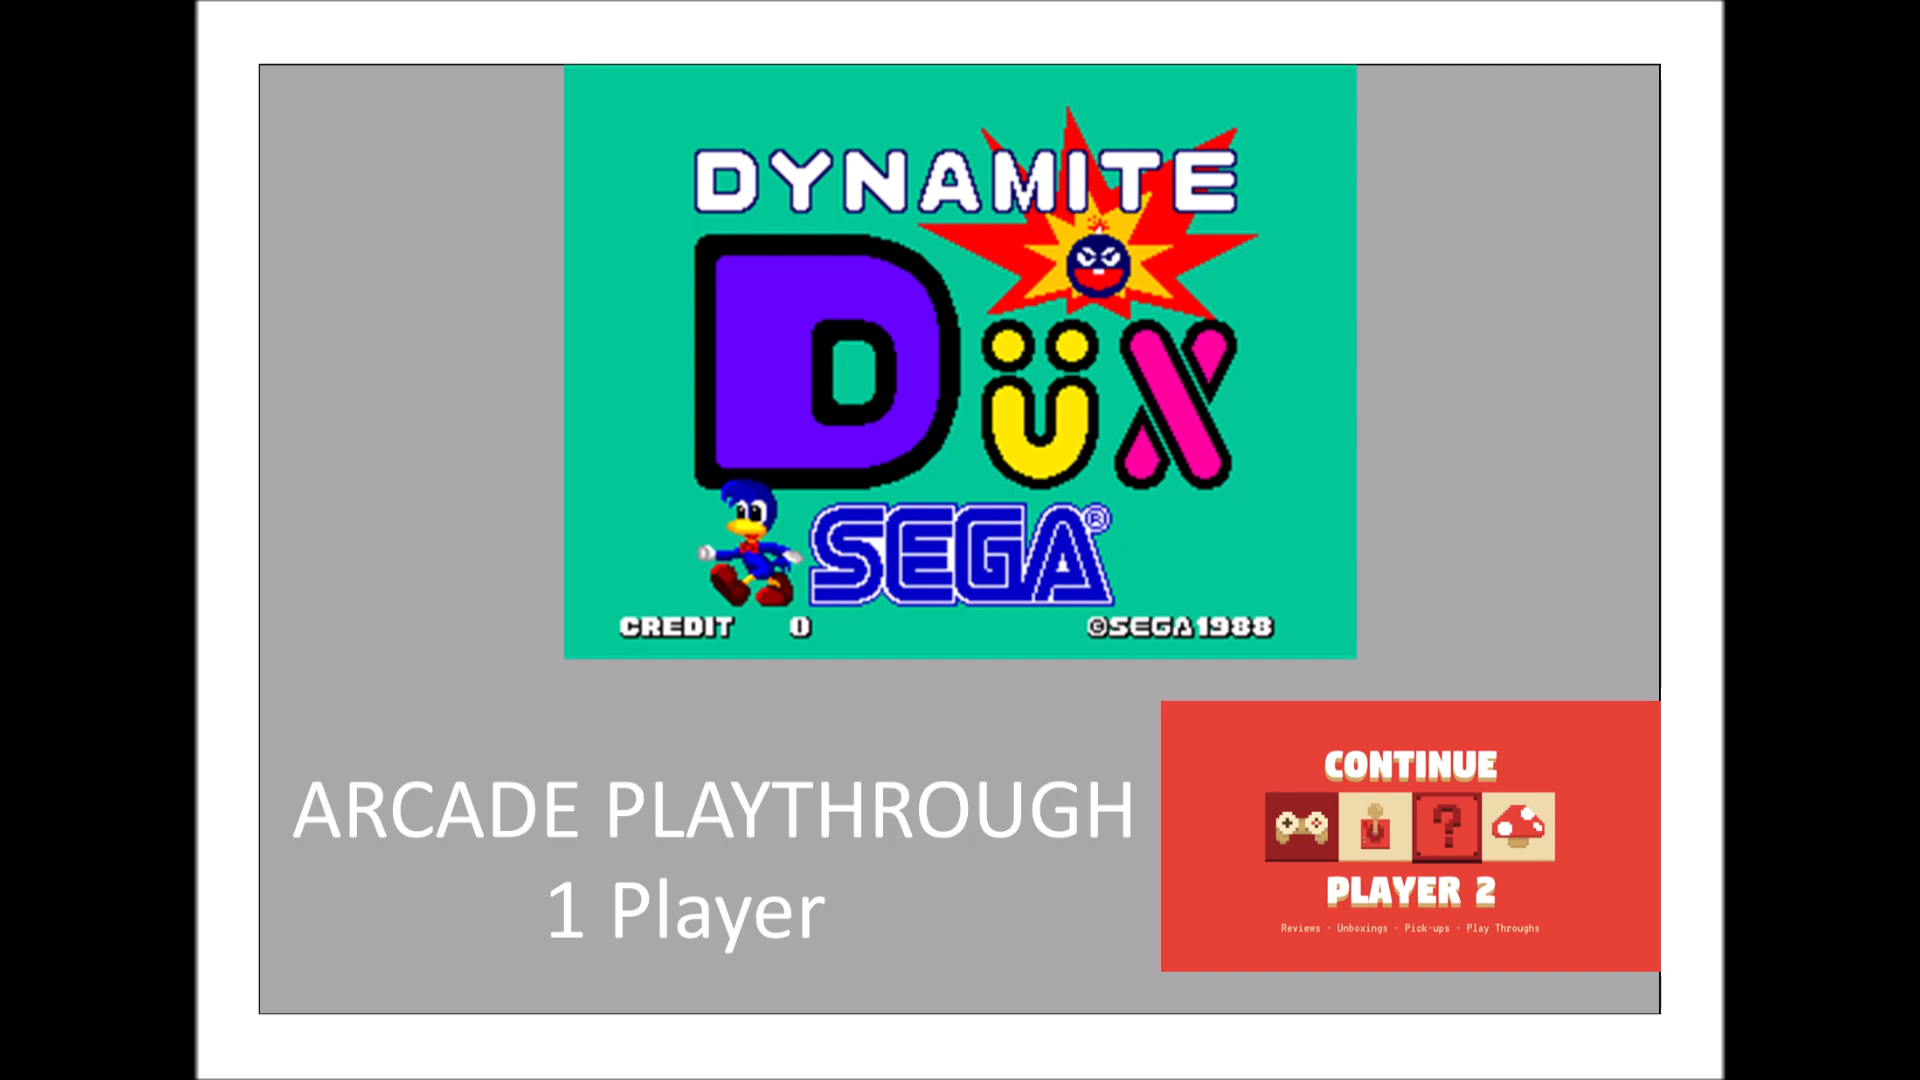 DYNAMITE
Düx
SEGA®
CREDIT 0 ©SEGA1988
ARCADE PLAYTHROUGH
1 Player
CONTINUE
?
PLAYER 2
Reviews - Unboxings - Pick-ups - Play Throughs